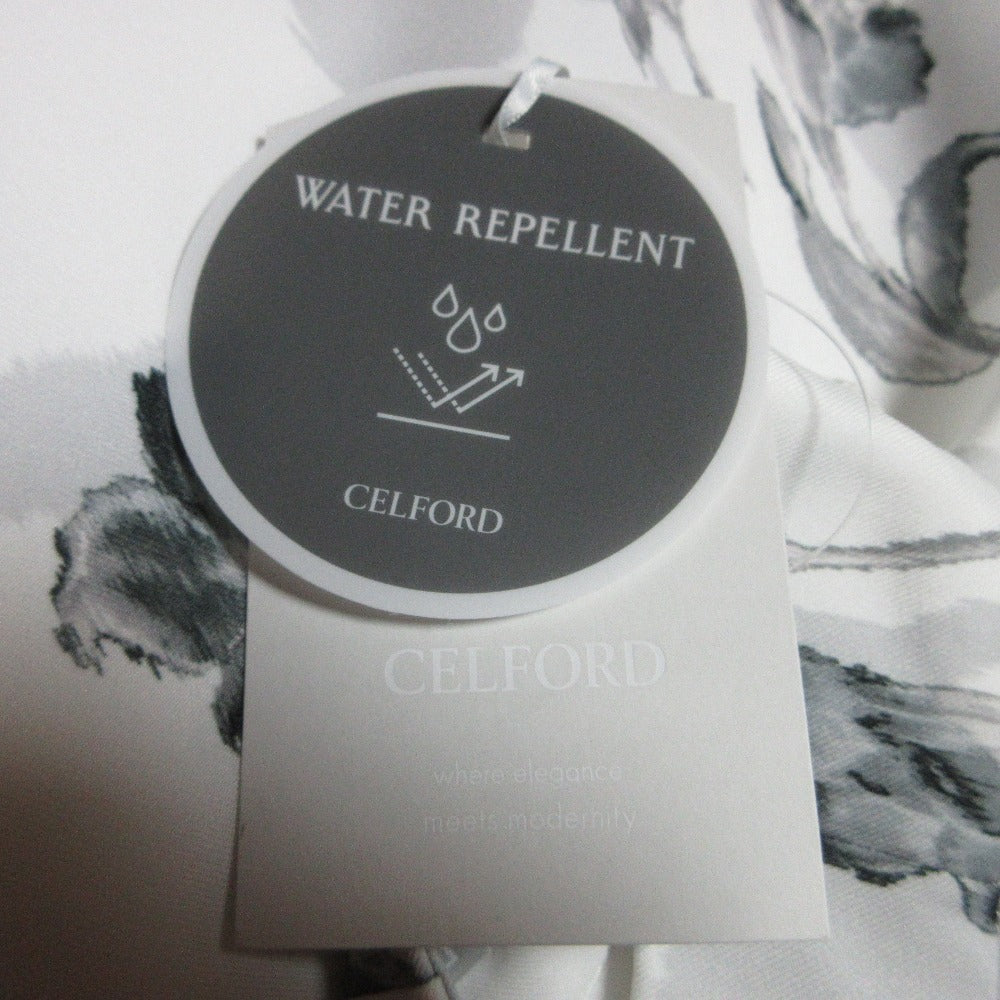 WATER REPELLENT
CELFORD
CELFORD
where elegance
meets modernity